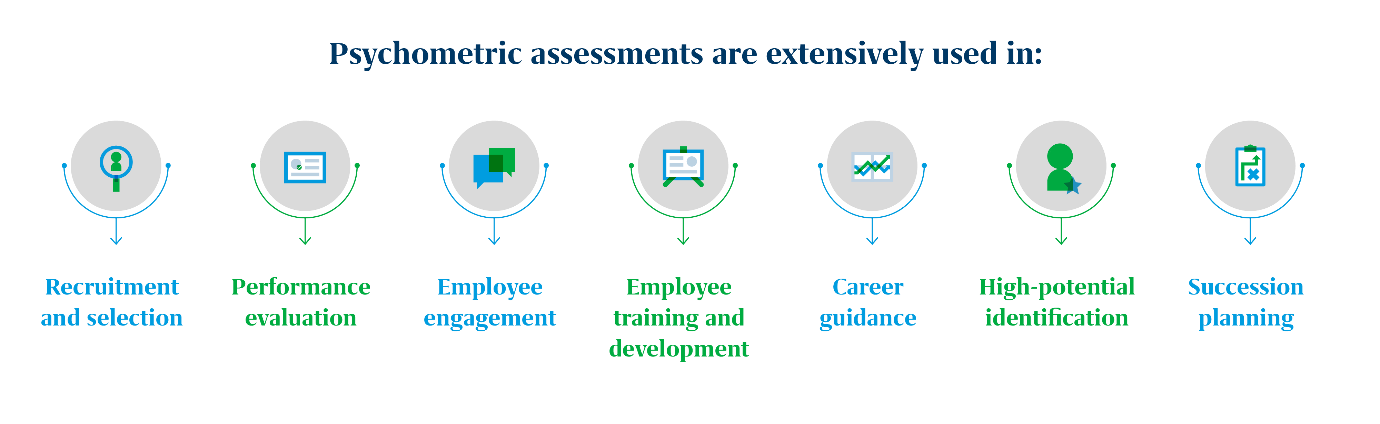 Psychometric assessments are extensively used in:
Recruitment
and selection
Performance
evaluation
Employee
engagement
Employee
training and
development
Career
guidance
High-potential
identification
Succession
planning